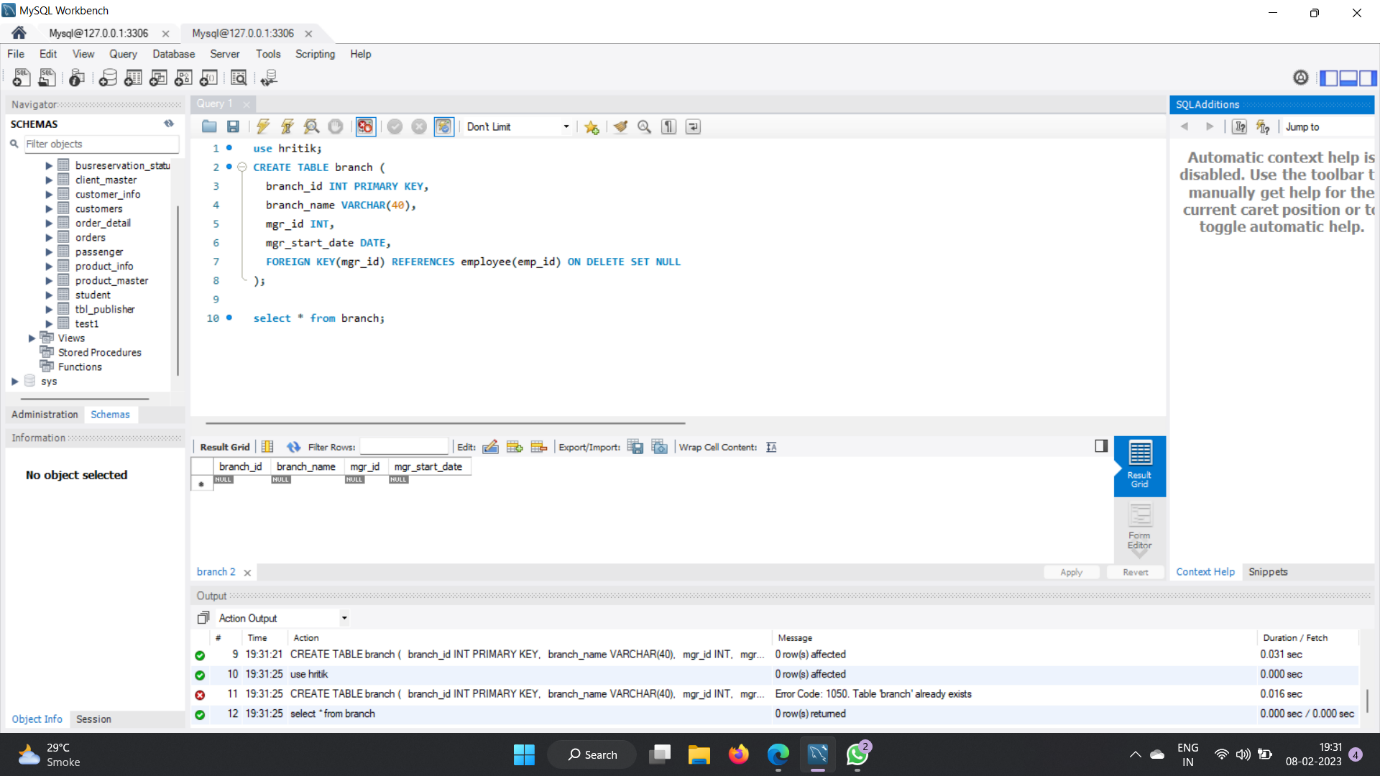 MySQL Workbench
Mysql@127.0.0.1:3306 Mysql@127.0.0.1:3306
File Edit View Query Database Server Tools Scripting Help
Navigator
SCHEMAS
Filter objects
busreservation_statu
client_master
customer_info
customers
order_detail
orders
passenger
product_info
product_master
student
tbl_publisher
test1
Views
Stored Procedures
Functions
sys
Administration Schemas
Information
No object selected
Object Info Session
Query 1
Don't Limit
1 use hritik;
2 CREATE TABLE branch (
3 branch_id INT PRIMARY KEY,
4 branch_name VARCHAR(40),
5 mgr_id INT,
6 mgr_start_date DATE,
7 FOREIGN KEY(mgr_id) REFERENCES employee(emp_id) ON DELETE SET NULL
8 );
9
10 select * from branch;
Result Grid Filter Rows: Edit: Export/Import: Wrap Cell Content:
branch_id branch_name mgr_id mgr_start_date
NULL NULL NULL NULL
Result
Grid
Form
Editor
branch 2 Apply Revert
SQLAdditions
Jump to
Automatic context help is
disabled. Use the toolbar t
manually get help for the
current caret position or to
toggle automatic help.
Context Help Snippets
Output
Action Output
# Time Action Message Duration / Fetch
9 19:31:21 CREATE TABLE branch ( branch_id INT PRIMARY KEY, branch_name VARCHAR(40), mgr_id INT, mgr... 0 row(s) affected 0.031 sec
10 19:31:25 use hritik 0 row(s) affected 0.000 sec
11 19:31:25 CREATE TABLE branch ( branch_id INT PRIMARY KEY, branch_name VARCHAR(40), mgr_id INT, mgr... Error Code: 1050. Table 'branch' already exists 0.016 sec
12 19:31:25 select * from branch 0 row(s) returned 0.000 sec / 0.000 sec
29°C
Smoke
Search
2
ENG
IN
19:31
08-02-2023
4